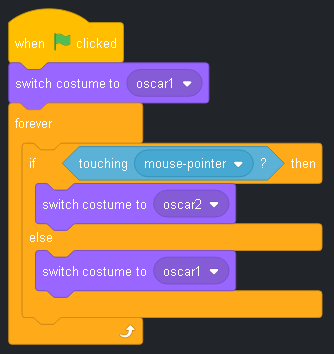 when clicked
switch costume to oscar1
forever
if touching mouse-pointer ? then
switch costume to oscar2
else
switch costume to oscar1